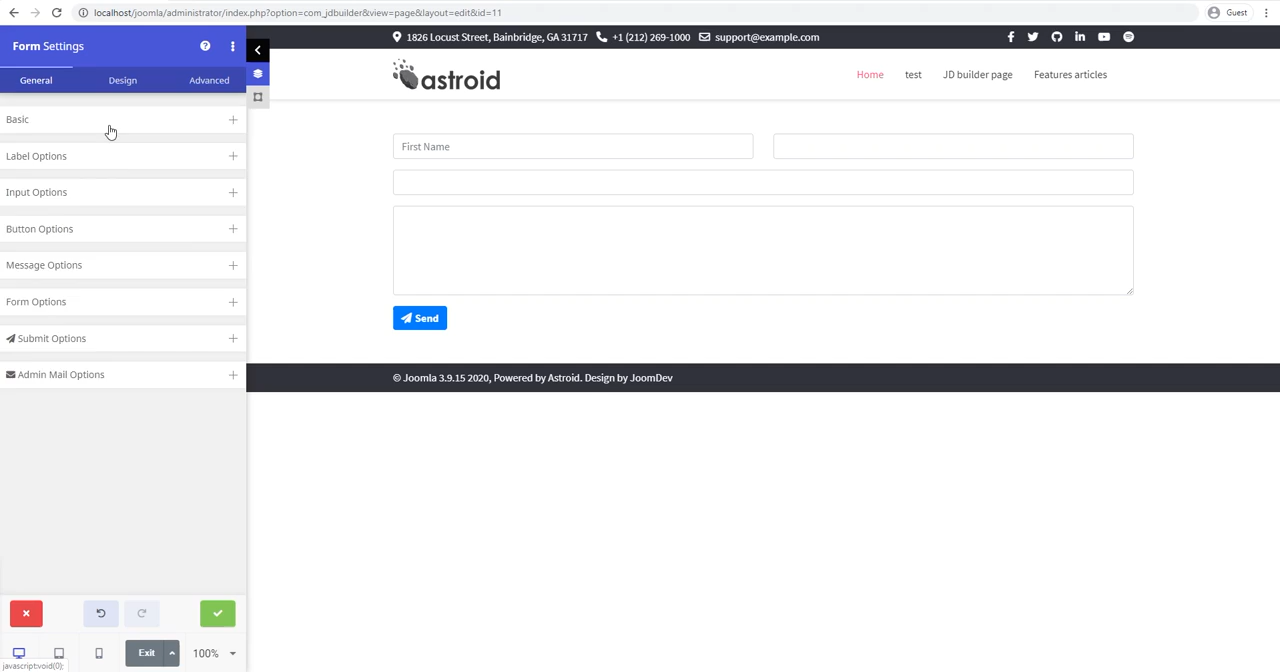 localhost/joomla/administrator/index.php?option=com_jdbuilder&view=page&layout=edit&id=11
Guest
Form Settings
General Design Advanced
Basic
Label Options
Input Options
Button Options
Message Options
Form Options
Submit Options
Admin Mail Options
Exit
100%
javascript:void(0);
1826 Locust Street, Bainbridge, GA 31717 +1 (212) 269-1000 support@example.com
astroid
Home test JD builder page Features articles
First Name
Send
© Joomla 3.9.15 2020, Powered by Astroid. Design by JoomDev